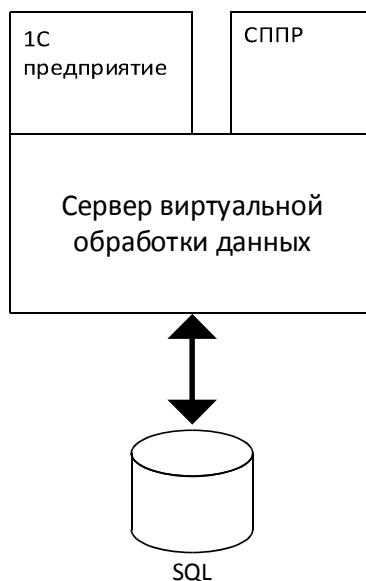 1С
предприятие
СППР
Сервер виртуальной
обработки данных
SQL